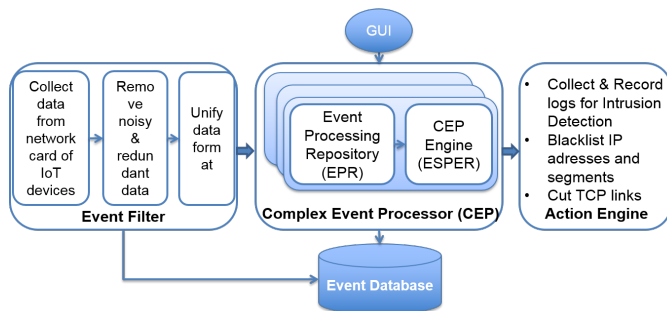 GUI
Collect
data
from
network
card of
IoT
devices
Remo
ve
noisy
&
redun
dant
data
Unify
data
form
at
Event Filter
Event
Processing
Repository
(EPR)
CEP
Engine
(ESPER)
Complex Event Processor (CEP)
• Collect & Record
logs for Intrusion
Detection
• Blacklist IP
adresses and
segments
• Cut TCP links
Action Engine
Event Database